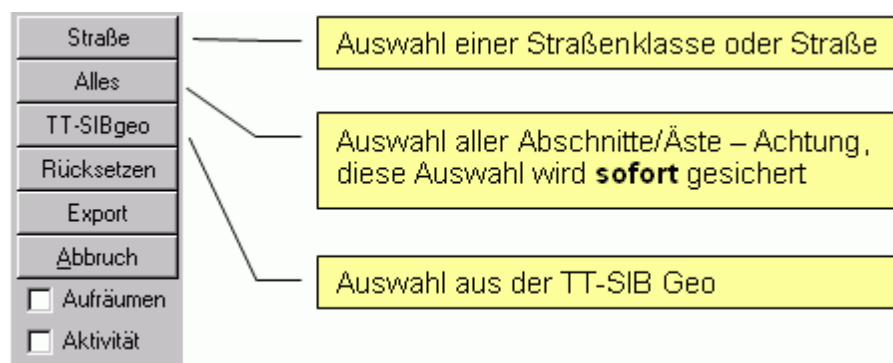 Straße
Alles
TT-SIBgeo
Rücksetzen
Export
Abbruch
Aufräumen
Aktivität
Auswahl einer Straßenklasse oder Straße
Auswahl aller Abschnitte/Äste – Achtung,
diese Auswahl wird sofort gesichert
Auswahl aus der TT-SIB Geo